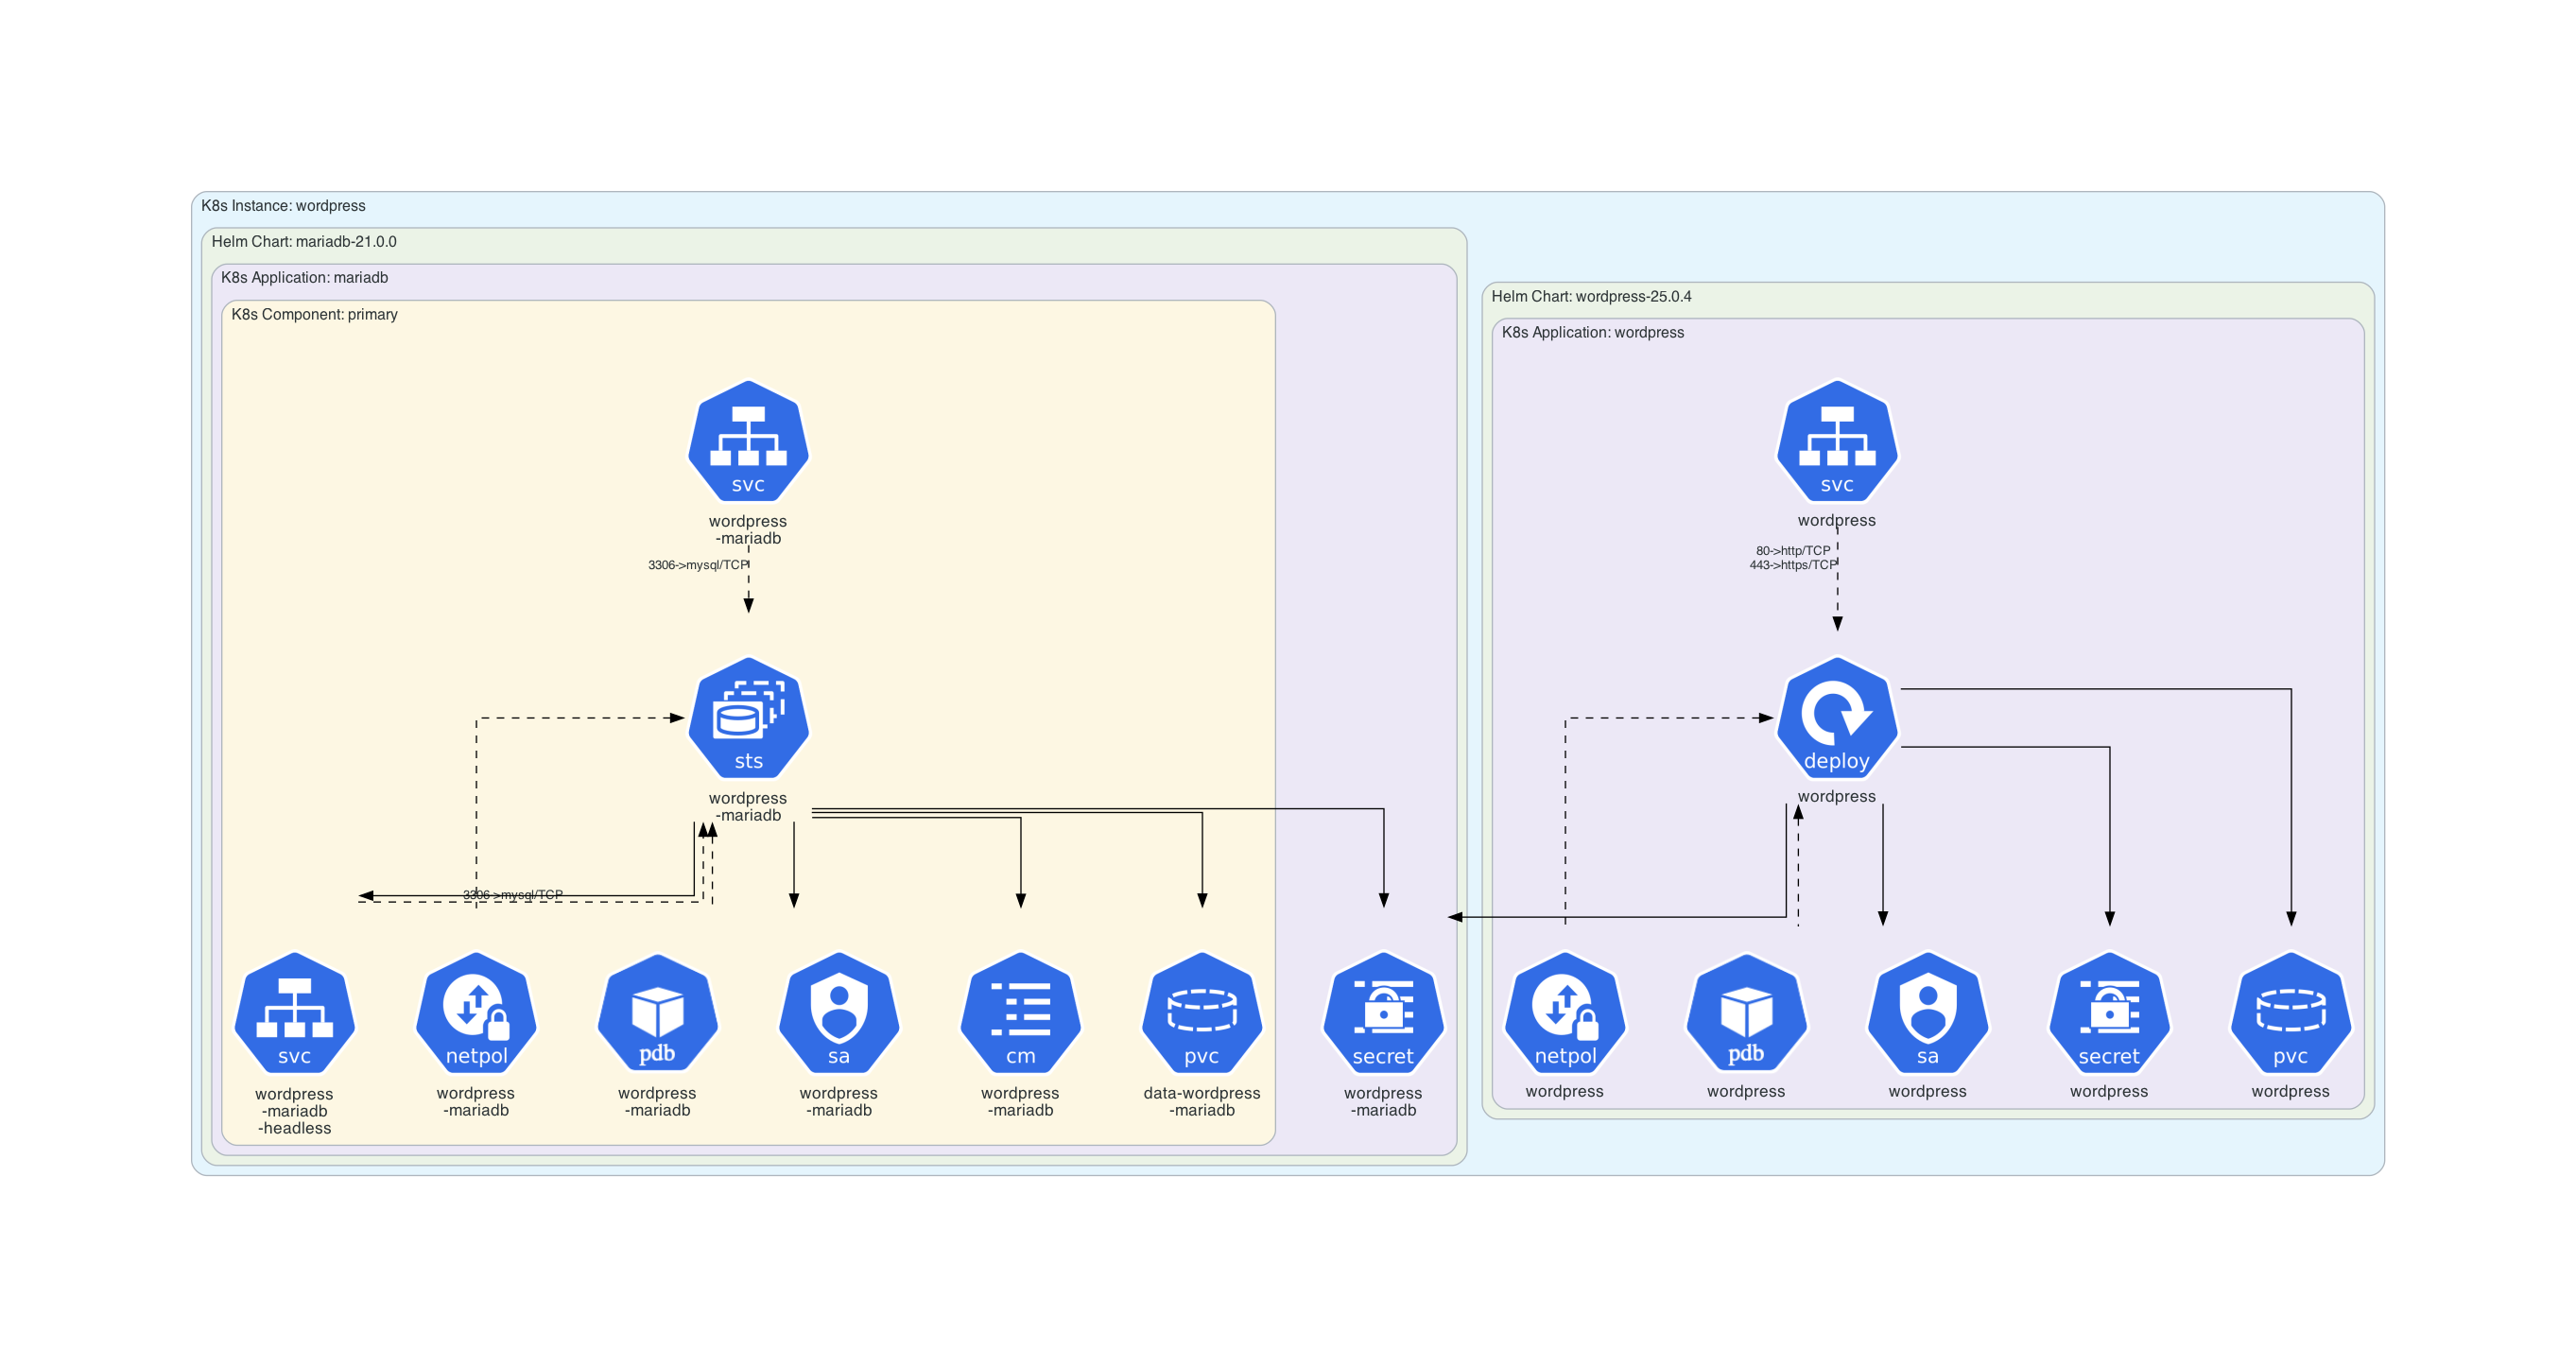 K8s Instance: wordpress
Helm Chart: mariadb-21.0.0
K8s Application: mariadb
K8s Component: primary
svc
wordpress
-mariadb
3306->mysql/TCP
sts
wordpress
-mariadb
3306->mysql/TCP
svc
wordpress
-mariadb
-headless
netpol
wordpress
-mariadb
pdb
wordpress
-mariadb
sa
wordpress
-mariadb
cm
wordpress
-mariadb
pvc
data-wordpress
-mariadb
secret
wordpress
-mariadb
Helm Chart: wordpress-25.0.4
K8s Application: wordpress
svc
wordpress
80->http/TCP
443->https/TCP
deploy
wordpress
netpol
wordpress
pdb
wordpress
sa
wordpress
secret
wordpress
pvc
wordpress